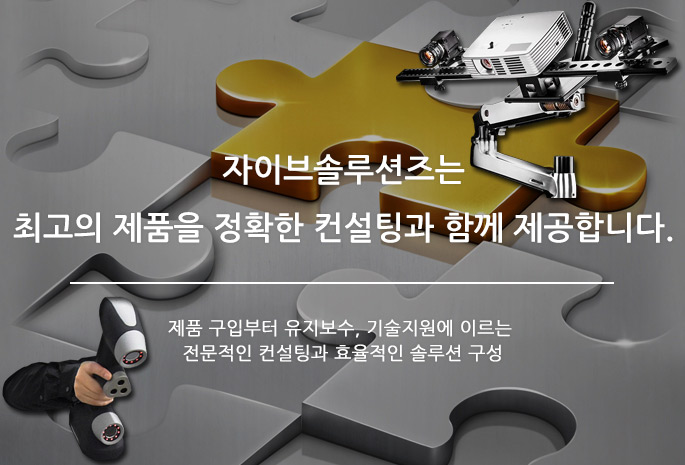 자이브솔루션즈는
최고의 제품을 정확한 컨설팅과 함께 제공합니다.
제품 구입부터 유지보수, 기술지원에 이르는
전문적인 컨설팅과 효율적인 솔루션 구성